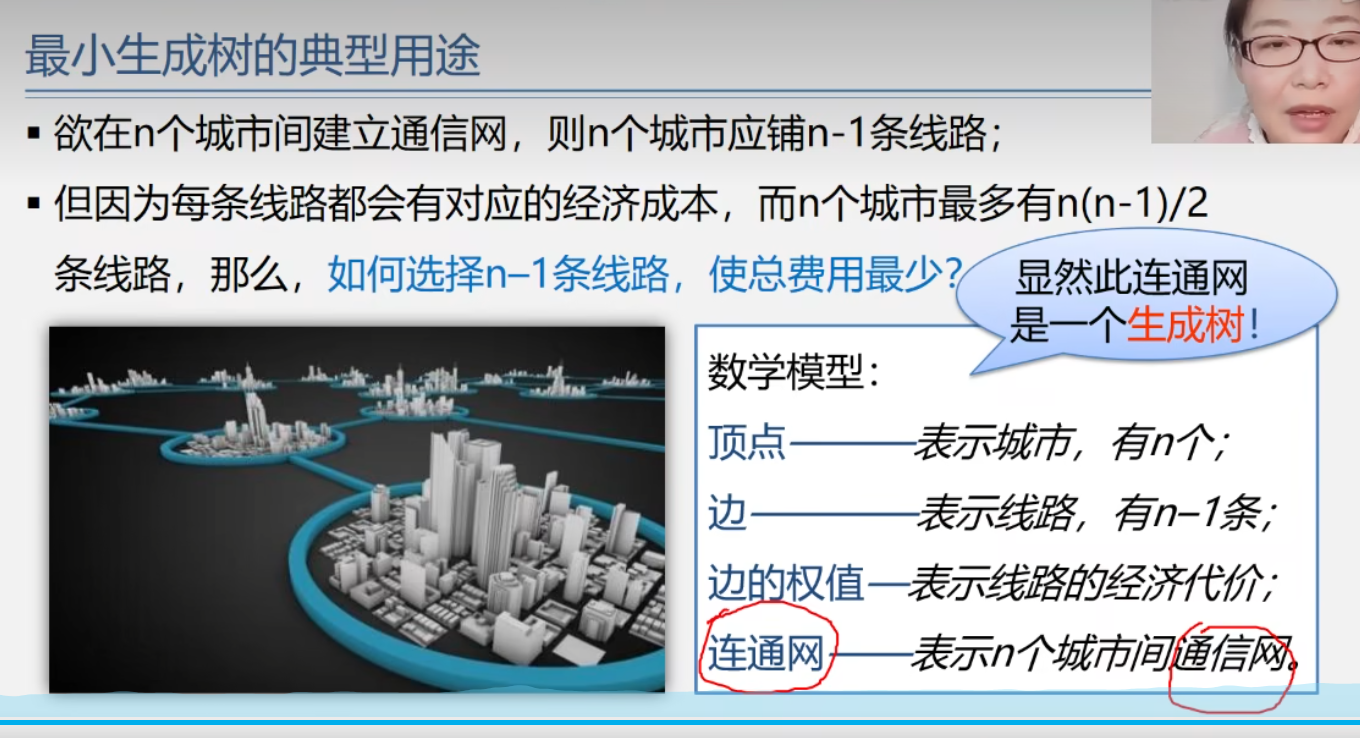 最小生成树的典型用途
▪ 欲在n个城市间建立通信网，则n个城市应铺n-1条线路；
▪ 但因为每条线路都会有对应的经济成本，而n个城市最多有n(n-1)/2
条线路，那么，如何选择n–1条线路，使总费用最少？
显然此连通网
是一个生成树！
数学模型：
顶点———表示城市，有n个；
边————表示线路，有n–1条；
边的权值—表示线路的经济代价；
连通网——表示n个城市间通信网。